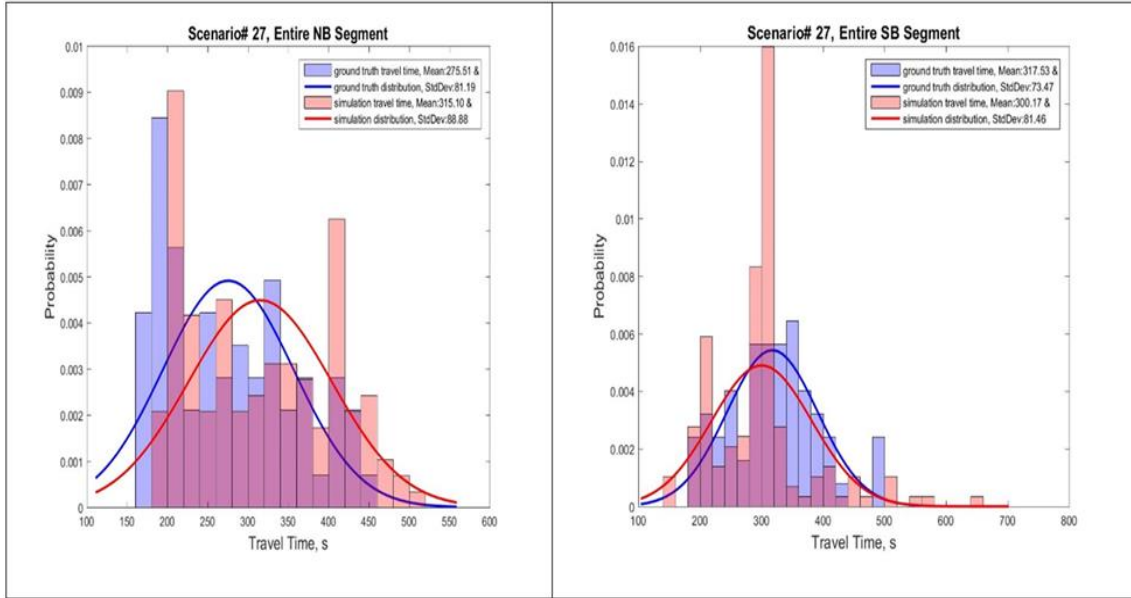 Scenario# 27, Entire NB Segment
0.01
0.009
0.008
0.007
0.006
0.005
0.004
0.003
0.002
0.001
0
Probability
ground truth travel time, Mean:275.51 &
ground truth distribution, StdDev:81.19
simulation travel time, Mean:315.10 &
simulation distribution, StdDev:88.88
100 150 200 250 300 350 400 450 500 550 600
Travel Time, s
Scenario# 27, Entire SB Segment
0.016
0.014
0.012
0.01
0.008
0.006
0.004
0.002
0
Probability
ground truth travel time, Mean:317.53 &
ground truth distribution, StdDev:73.47
simulation travel time, Mean:300.17 &
simulation distribution, StdDev:81.46
100 200 300 400 500 600 700 800
Travel Time, s